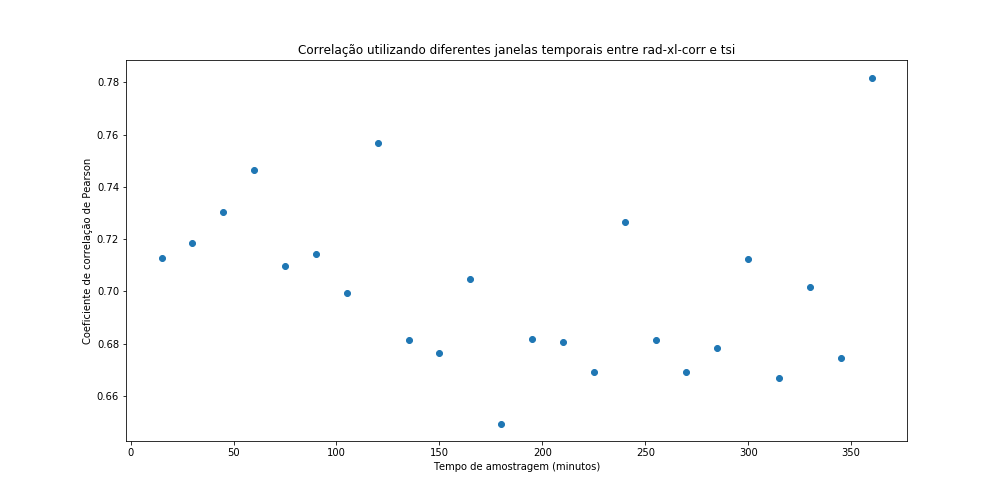 Correlação utilizando diferentes janelas temporais entre rad-xl-corr e tsi
Coeficiente de correlação de Pearson
0.78
0.76
0.74
0.72
0.70
0.68
0.66
0 50 100 150 200 250 300 350
Tempo de amostragem (minutos)